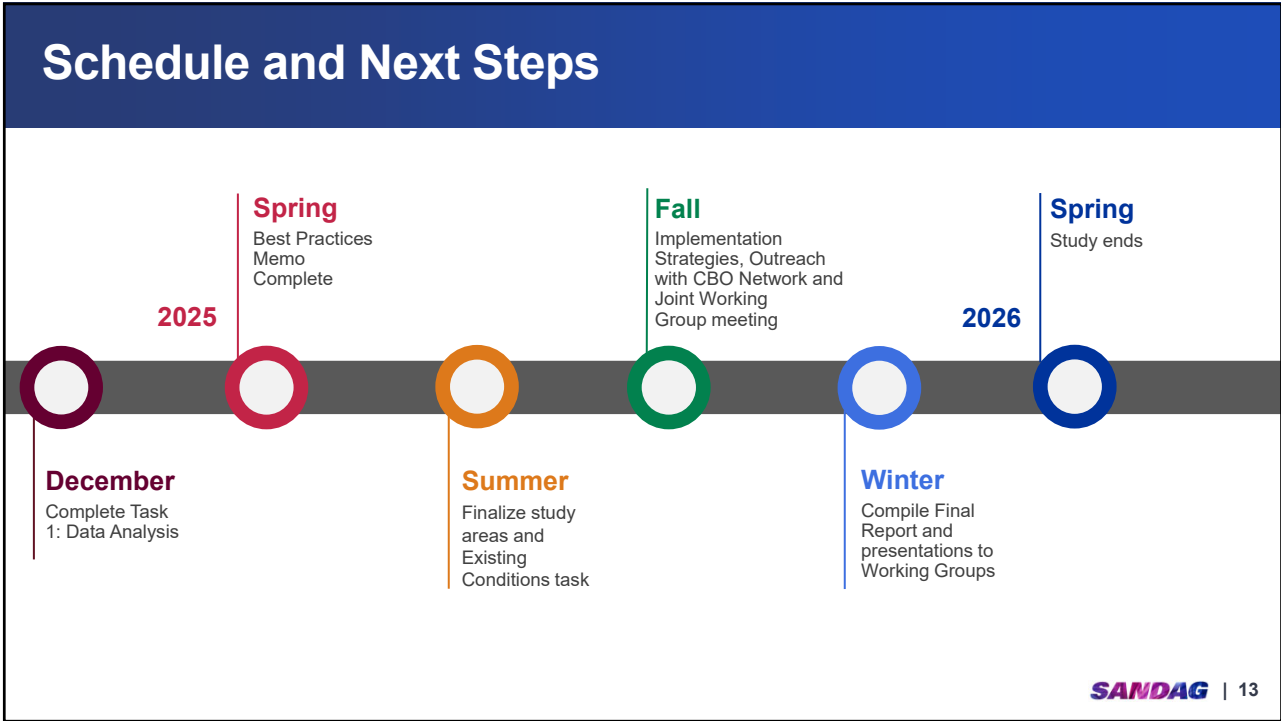 Schedule and Next Steps
2025
Spring
Best Practices
Memo
Complete
Fall
Implementation
Strategies, Outreach
with CBO Network and
Joint Working
Group meeting
2026
Spring
Study ends
December
Complete Task
1: Data Analysis
Summer
Finalize study
areas and
Existing
Conditions task
Winter
Compile Final
Report and
presentations to
Working Groups
SANDAG | 13